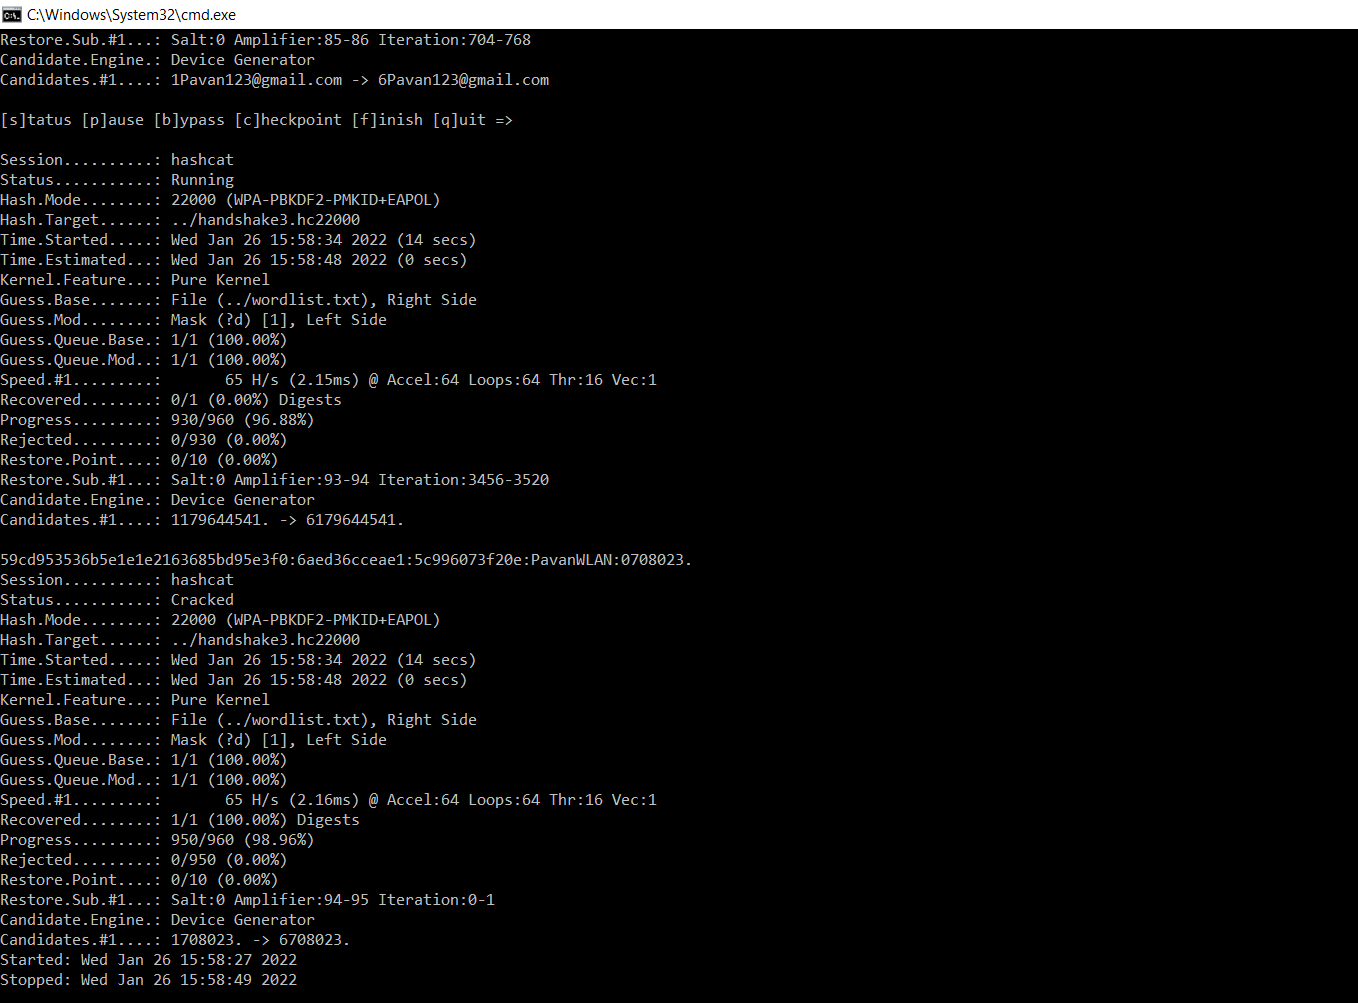 C:\Windows\System32\cmd.exe
Restore.Sub.#1...: Salt:0 Amplifier:85-86 Iteration:704-768
Candidate.Engine.: Device Generator
Candidates.#1....: 1Pavan123@gmail.com -> 6Pavan123@gmail.com
[s]tatus [p]ause [b]ypass [c]heckpoint [f]inish [q]uit =>
Session..........: hashcat
Status...........: Running
Hash.Mode........: 22000 (WPA-PBKDF2-PMKID+EAPOL)
Hash.Target......: ../handshake3.hc22000
Time.Started.....: Wed Jan 26 15:58:34 2022 (14 secs)
Time.Estimated...: Wed Jan 26 15:58:48 2022 (0 secs)
Kernel.Feature...: Pure Kernel
Guess.Base.......: File (../wordlist.txt), Right Side
Guess.Mod........: Mask (?d) [1], Left Side
Guess.Queue.Base.: 1/1 (100.00%)
Guess.Queue.Mod..: 1/1 (100.00%)
Speed.#1.........:       65 H/s (2.15ms) @ Accel:64 Loops:64 Thr:16 Vec:1
Recovered........: 0/1 (0.00%) Digests
Progress.........: 930/960 (96.88%)
Rejected.........: 0/930 (0.00%)
Restore.Point....: 0/10 (0.00%)
Restore.Sub.#1...: Salt:0 Amplifier:93-94 Iteration:3456-3520
Candidate.Engine.: Device Generator
Candidates.#1....: 1179644541. -> 6179644541.
59cd953536b5e1e1e2163685bd95e3f0:6aed36cceae1:5c996073f20e:PavanWLAN:0708023.
Session..........: hashcat
Status...........: Cracked
Hash.Mode........: 22000 (WPA-PBKDF2-PMKID+EAPOL)
Hash.Target......: ../handshake3.hc22000
Time.Started.....: Wed Jan 26 15:58:34 2022 (14 secs)
Time.Estimated...: Wed Jan 26 15:58:48 2022 (0 secs)
Kernel.Feature...: Pure Kernel
Guess.Base.......: File (../wordlist.txt), Right Side
Guess.Mod........: Mask (?d) [1], Left Side
Guess.Queue.Base.: 1/1 (100.00%)
Guess.Queue.Mod..: 1/1 (100.00%)
Speed.#1.........:       65 H/s (2.16ms) @ Accel:64 Loops:64 Thr:16 Vec:1
Recovered........: 1/1 (100.00%) Digests
Progress.........: 950/960 (98.96%)
Rejected.........: 0/950 (0.00%)
Restore.Point....: 0/10 (0.00%)
Restore.Sub.#1...: Salt:0 Amplifier:94-95 Iteration:0-1
Candidate.Engine.: Device Generator
Candidates.#1....: 1708023. -> 6708023.
Started: Wed Jan 26 15:58:27 2022
Stopped: Wed Jan 26 15:58:49 2022